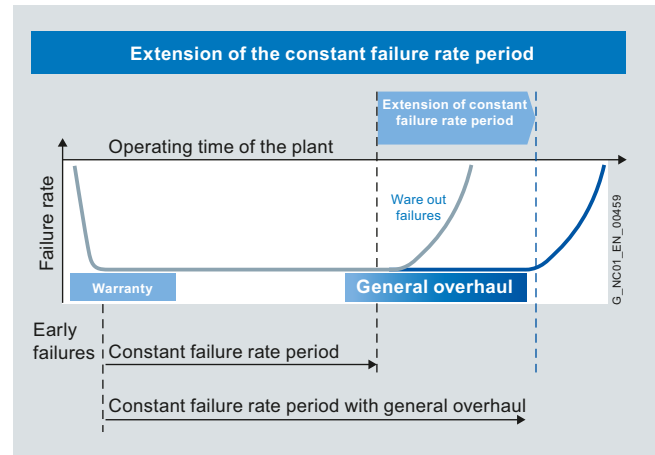 Extension of the constant failure rate period
Extension of constant
failure rate period
Operating time of the plant
Failure rate
Ware out
failures
G_NC01_EN_00459
Warranty
General overhaul
Early
failures
Constant failure rate period
Constant failure rate period with general overhaul